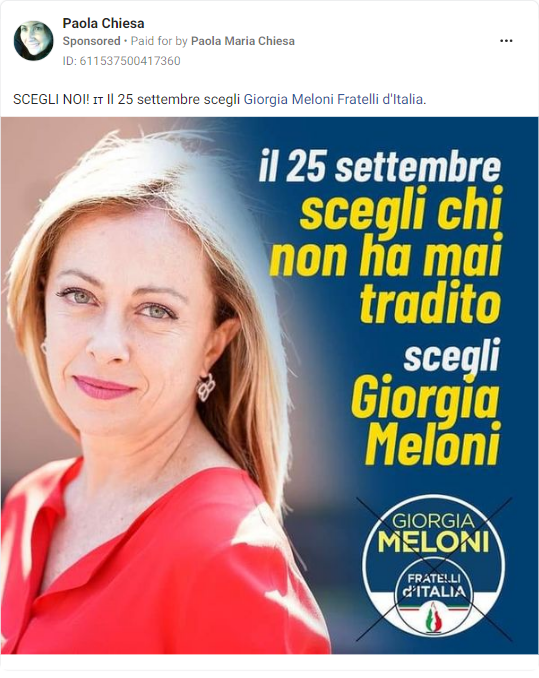 Paola Chiesa
Sponsored • Paid for by Paola Maria Chiesa
ID: 611537500417360
SCEGLI NOI! IT Il 25 settembre scegli Giorgia Meloni Fratelli d'Italia.
il 25 settembre
scegli chi
non ha mai
tradito
scegli
Giorgia
Meloni
GIORGIA
MELONI
FRATELLI
d'ITALIA